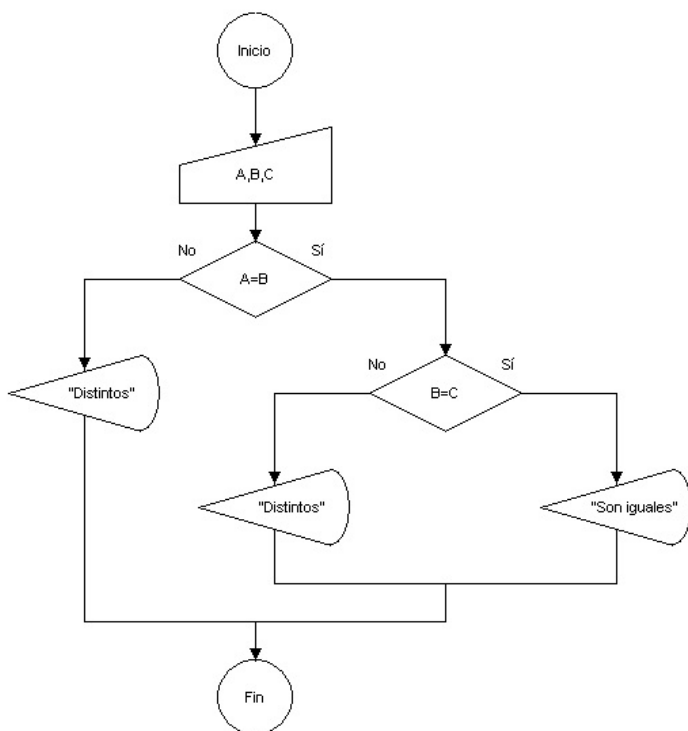 Inicio
A,B,C
No
Sí
A=B
No
Sí
"Distintos"
B=C
"Distintos"
"Son iguales"
Fin